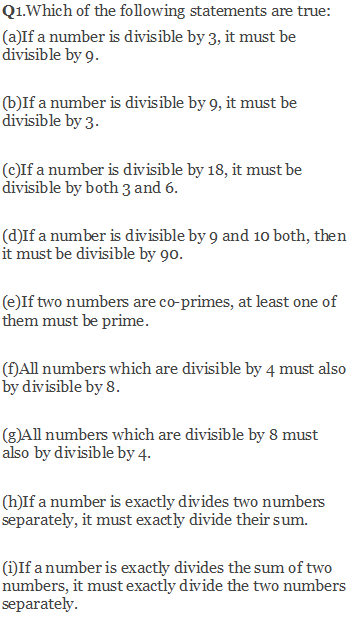 Q1.Which of the following statements are true:
(a)If a number is divisible by 3, it must be
divisible by 9.
(b)If a number is divisible by 9, it must be
divisible by 3.
(c)If a number is divisible by 18, it must be
divisible by both 3 and 6.
(d)If a number is divisible by 9 and 10 both, then
it must be divisible by 90.
(e)If two numbers are co-primes, at least one of
them must be prime.
(f)All numbers which are divisible by 4 must also
by divisible by 8.
(g)All numbers which are divisible by 8 must
also by divisible by 4.
(h)If a number is exactly divides two numbers
separately, it must exactly divide their sum.
(i)If a number is exactly divides the sum of two
numbers, it must exactly divide the two numbers
separately.